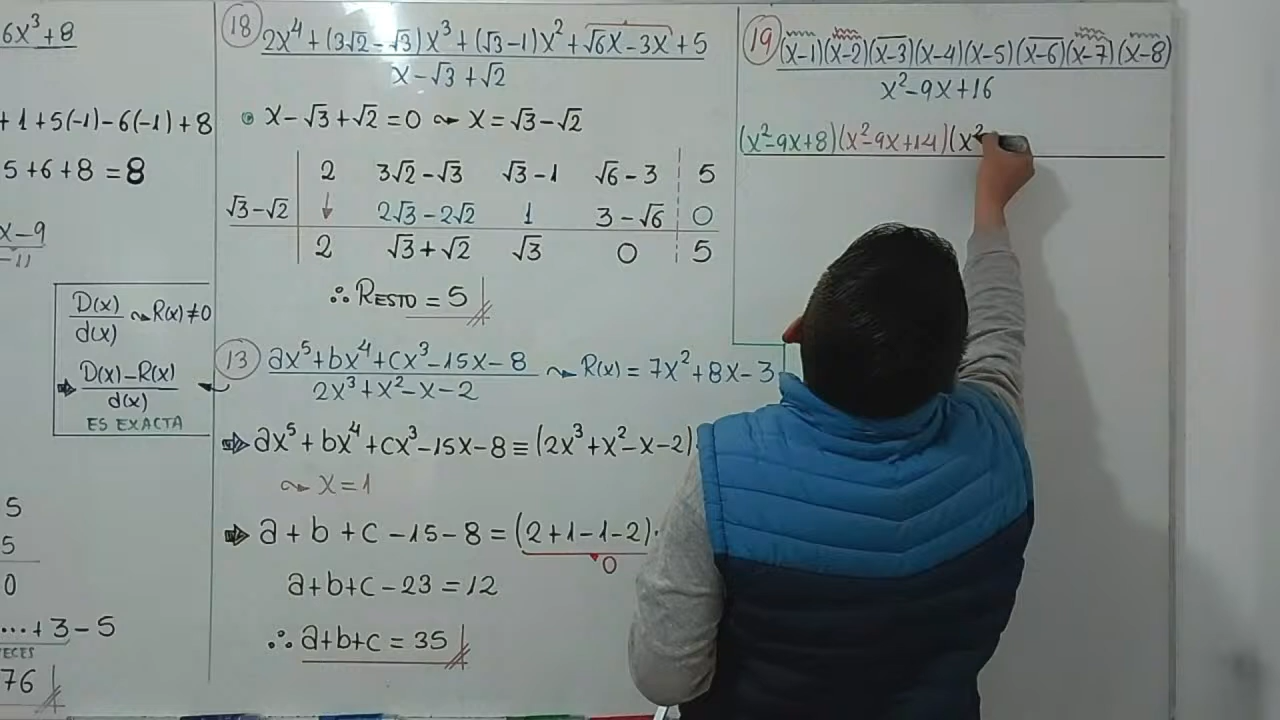 6x³+8
+ 1 + 5(-1) - 6(-1) + 8
5 + 6 + 8 = 8
x - 9
-11
D(x)/d(x) ⤳ R(x) ≠ 0
⇒ D(x) - R(x)/d(x)
ES EXACTA
5
5
0
... + 3 - 5
VECES
76
18 2x⁴ + (3√2 - √3)x³ + (√3 - 1)x² + √6x - 3x + 5
x - √3 + √2
x - √3 + √2 = 0 ⤳ x = √3 - √2
2 3√2 - √3 √3 - 1 √6 - 3 5
√3 - √2 ↓ 2√3 - 2√2 1 3 - √6 0
2 √3 + √2 √3 0 5
∴ RESTO = 5
13 ax⁵ + bx⁴ + cx³ - 15x - 8 ⤳ R(x) = 7x² + 8x - 3
2x³ + x² - x - 2
⇒ ax⁵ + bx⁴ + cx³ - 15x - 8 ≡ (2x³ + x² - x - 2)
⤳ x = 1
⇒ a + b + c - 15 - 8 = (2 + 1 - 1 - 2) ·
0
a + b + c - 23 = 12
∴ a + b + c = 35
19 (x-1)(x-2)(x-3)(x-4)(x-5)(x-6)(x-7)(x-8)
x² - 9x + 16
(x² - 9x + 8)(x² - 9x + 14)(x²